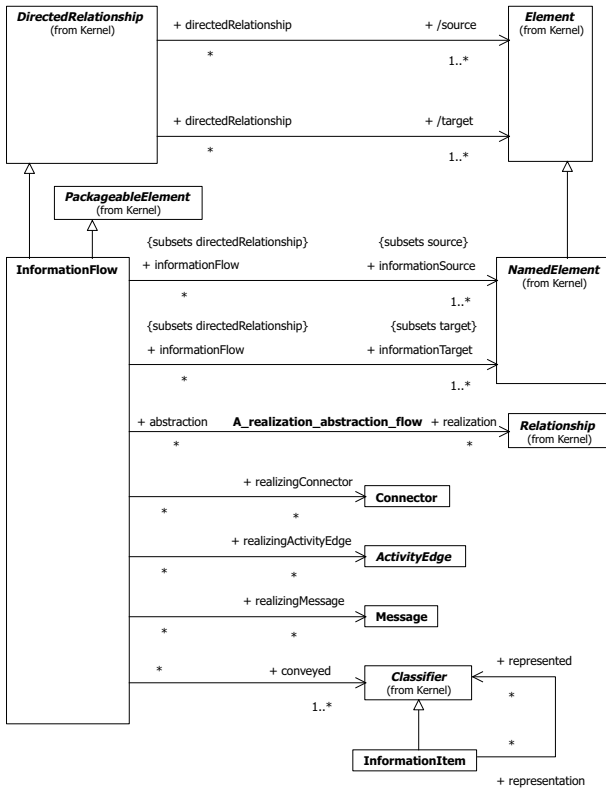 DirectedRelationship
(from Kernel)
+ directedRelationship
+ /source
*
1..*
Element
(from Kernel)
+ directedRelationship
+ /target
*
1..*
PackageableElement
(from Kernel)
{subsets directedRelationship}
{subsets source}
InformationFlow
+ informationFlow
+ informationSource
*
1..*
NamedElement
(from Kernel)
{subsets directedRelationship}
{subsets target}
+ informationFlow
+ informationTarget
*
1..*
+ abstraction
A_realization_abstraction_flow
+ realization
*
*
Relationship
(from Kernel)
+ realizingConnector
*
*
Connector
+ realizingActivityEdge
*
*
ActivityEdge
+ realizingMessage
*
*
Message
*
+ conveyed
1..*
Classifier
(from Kernel)
+ represented
*
*
InformationItem
+ representation